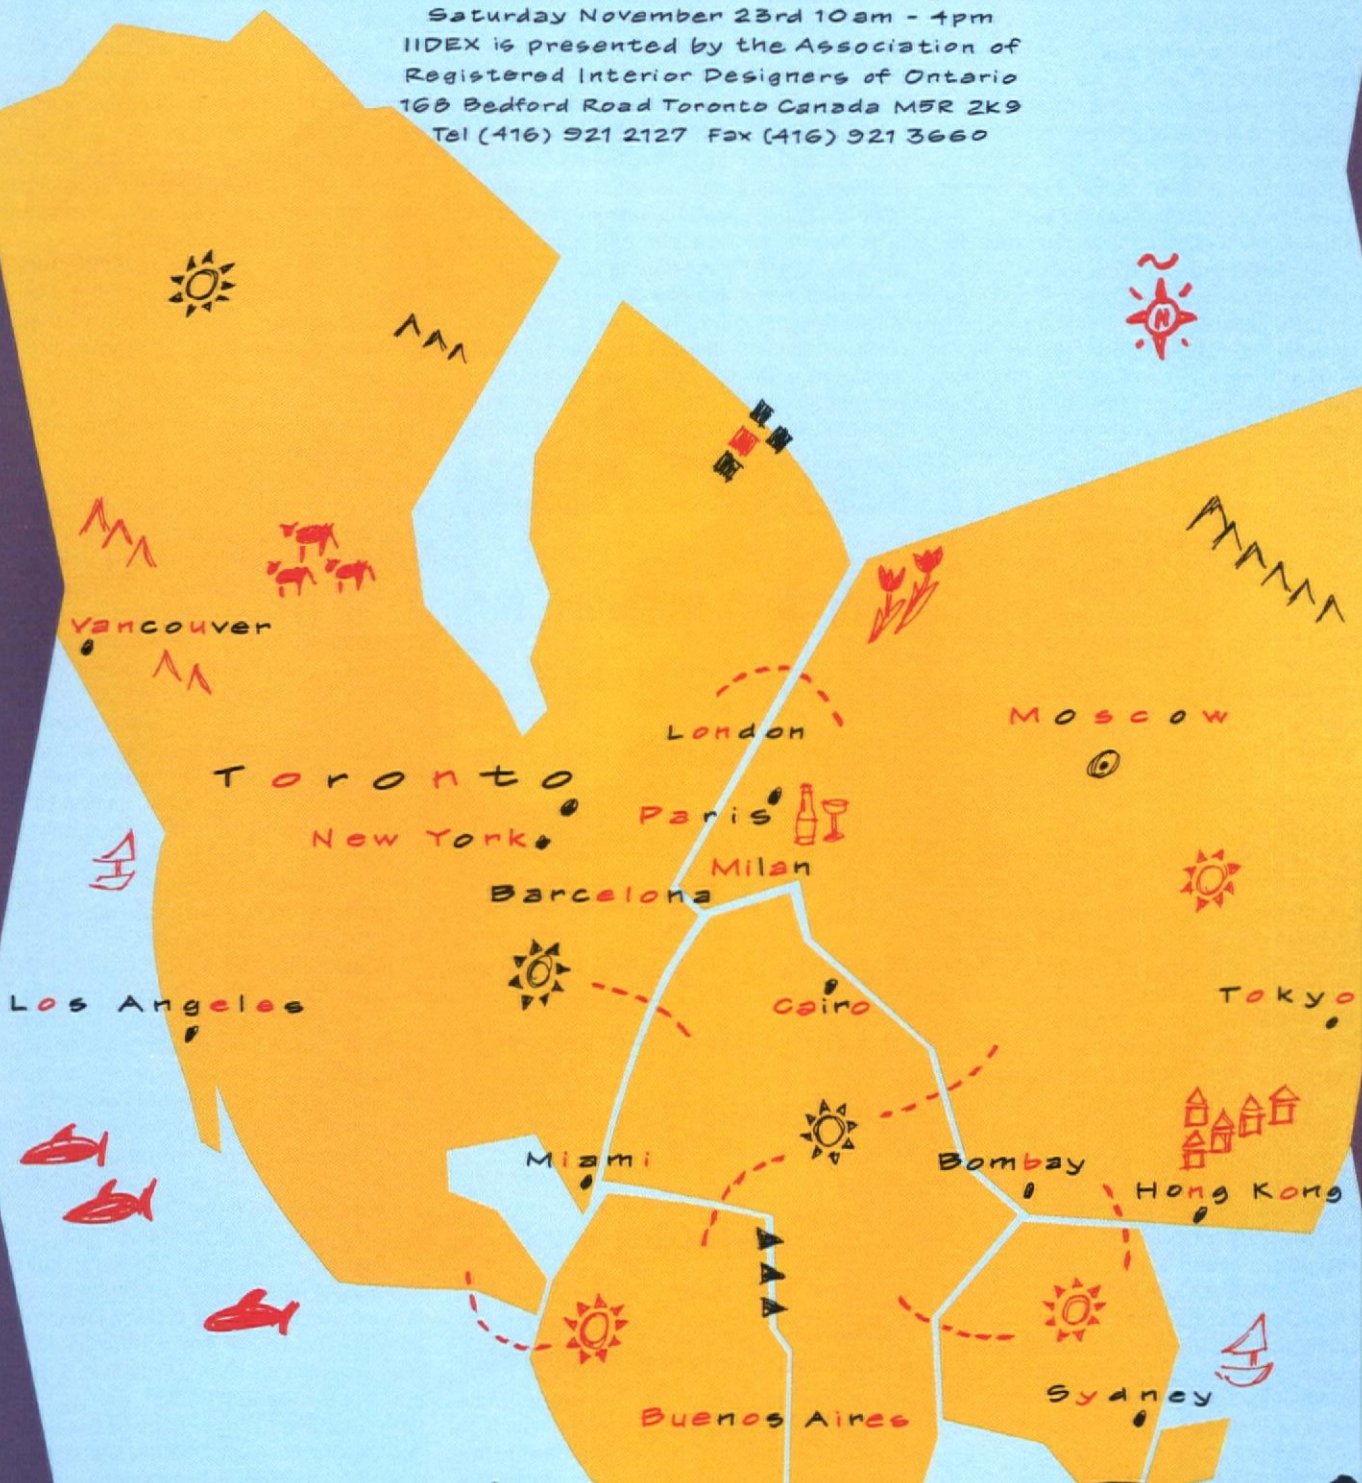 Saturday November 23rd 10am - 4pm
IIDEX is presented by the Association of
Registered Interior Designers of Ontario
168 Bedford Road Toronto Canada M5R 2K9
Tel (416) 921 2127 Fax (416) 921 3660
N
Vancouver
Moscow
London
Toronto
Paris
New York
Milan
Barcelona
Los Angeles
Cairo
Tokyo
Miami
Bombay
Hong Kong
Sydney
Buenos Aires